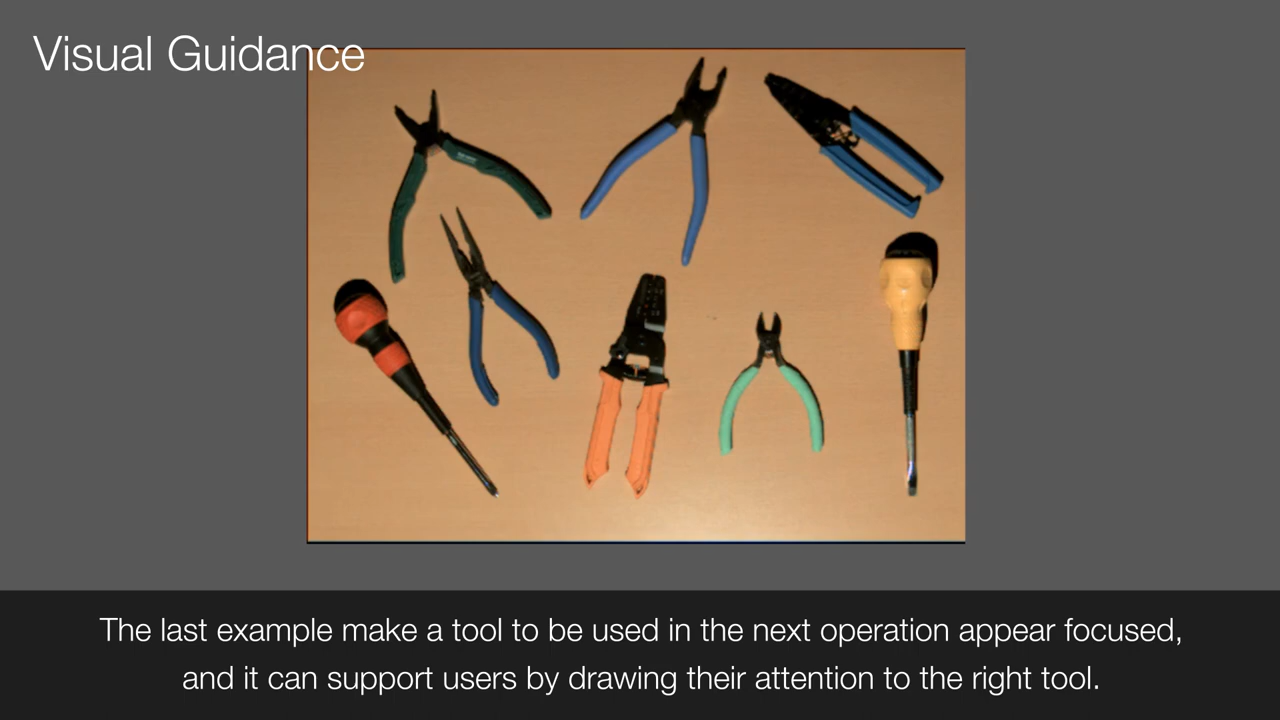 Visual Guidance
The last example make a tool to be used in the next operation appear focused,
and it can support users by drawing their attention to the right tool.